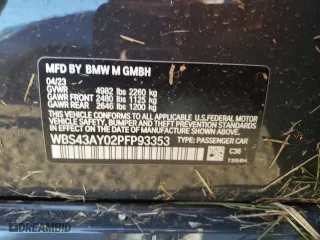 MFD BY BMW M GMBH
04/23
GVWR 4982 lbs 2260 kg
GAWR FRONT 2480 lbs 1125 kg
GAWR REAR 2646 lbs 1200 kg
THIS VEHICLE CONFORMS TO ALL APPLICABLE
U.S. FEDERAL MOTOR VEHICLE SAFETY, BUMPER,
AND THEFT PREVENTION STANDARDS
IN EFFECT ON THE DATE OF
MANUFACTURE SHOWN ABOVE.
WBS43AY02PFP93353 TYPE: PASSENGER CAR
C36